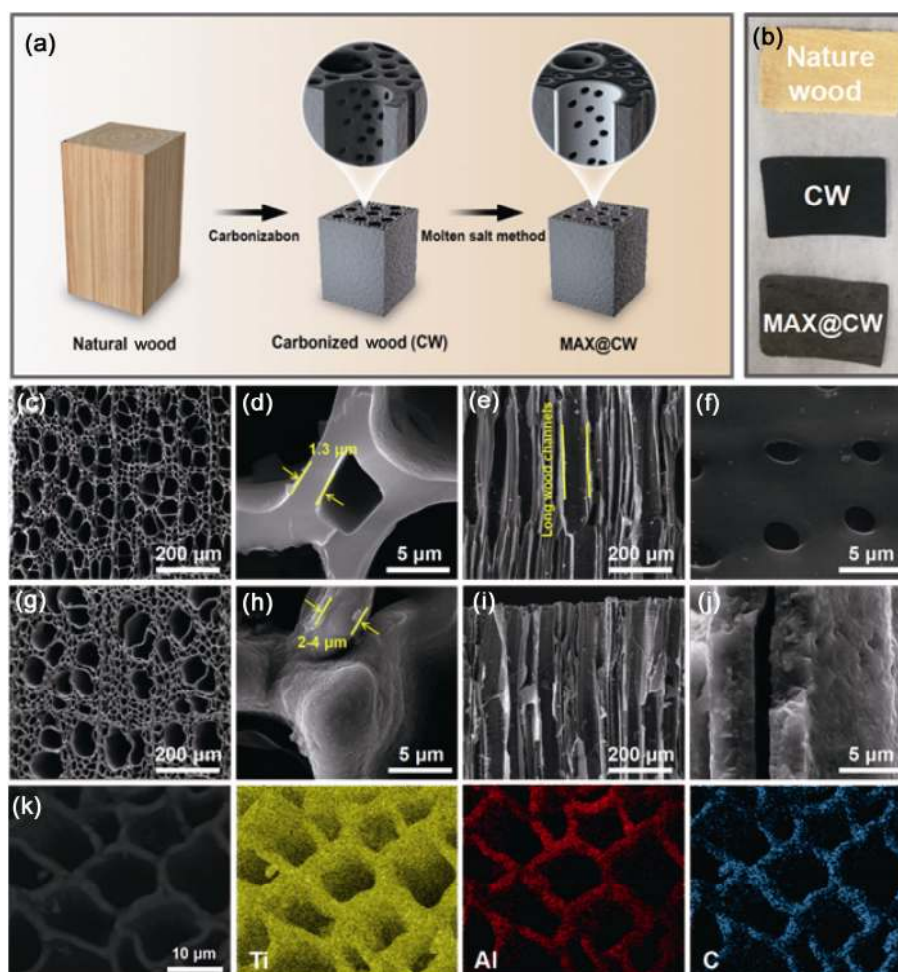 (a)
Natural wood
Carbonizabon
Carbonized wood (CW)
Molten salt method
MAX@CW
(b)
Nature
wood
CW
MAX@CW
(c)
200 μm
(d)
1.3 μm
5 μm
(e)
Long wood channels
200 μm
(f)
5 μm
(g)
200 μm
(h)
2-4 μm
5 μm
(i)
200 μm
(j)
5 μm
(k)
10 μm
Ti
Al
C